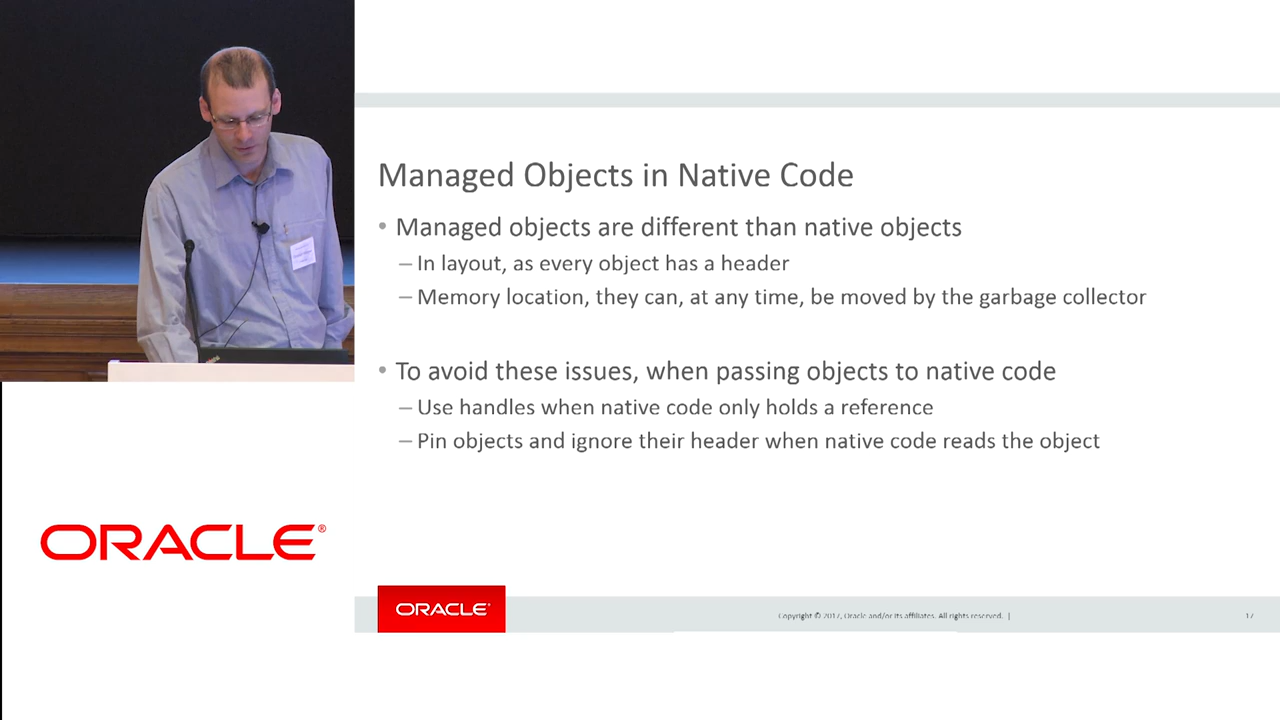 Managed Objects in Native Code
• Managed objects are different than native objects
– In layout, as every object has a header
– Memory location, they can, at any time, be moved by the garbage collector
• To avoid these issues, when passing objects to native code
– Use handles when native code only holds a reference
– Pin objects and ignore their header when native code reads the object
ORACLE®
ORACLE®
Copyright © 2017, Oracle and/or its affiliates. All rights reserved. |
17